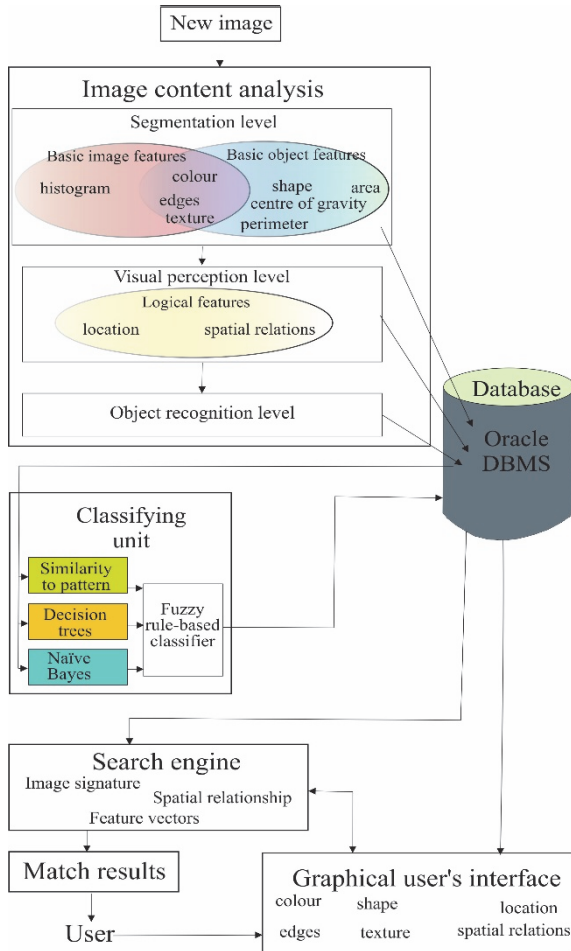 New image
Image content analysis
Segmentation level
Basic image features
Basic object features
histogram
colour
edges
texture
shape
area
centre of gravity
perimeter
Visual perception level
Logical features
location
spatial relations
Object recognition level
Database
Oracle
DBMS
Classifying
unit
Similarity
to pattern
Decision
trees
Naïve
Bayes
Fuzzy
rule-based
classifier
Search engine
Image signature
Spatial relationship
Feature vectors
Match results
User
Graphical user's interface
colour
shape
location
edges
texture
spatial relations